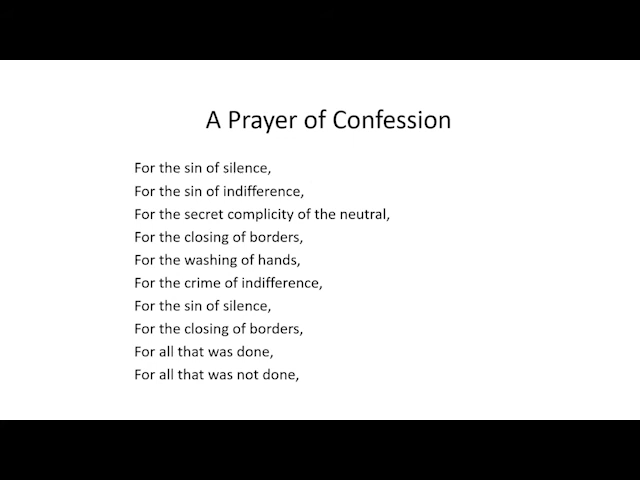 A Prayer of Confession
For the sin of silence,
For the sin of indifference,
For the secret complicity of the neutral,
For the closing of borders,
For the washing of hands,
For the crime of indifference,
For the sin of silence,
For the closing of borders,
For all that was done,
For all that was not done,